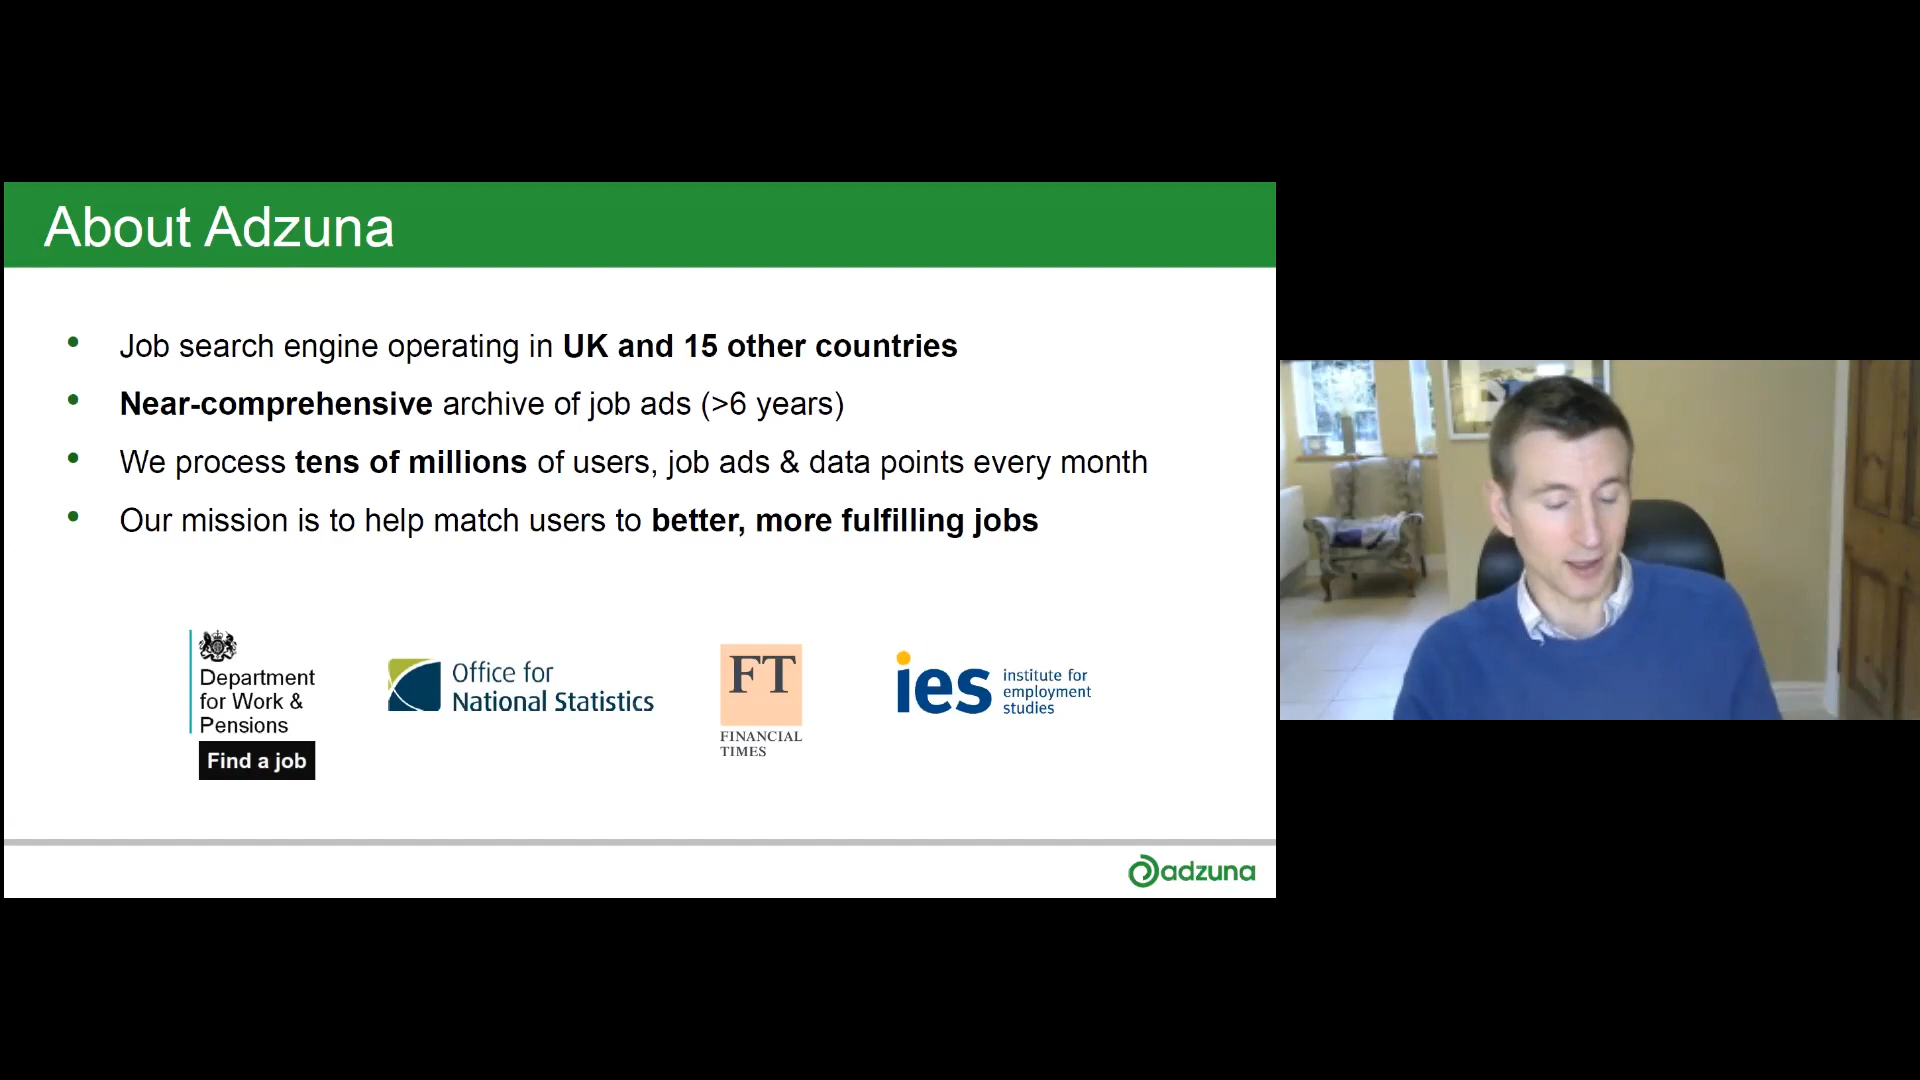 About Adzuna
• Job search engine operating in UK and 15 other countries
• Near-comprehensive archive of job ads (>6 years)
• We process tens of millions of users, job ads & data points every month
• Our mission is to help match users to better, more fulfilling jobs
Department
for Work &
Pensions
Find a job
Office for
National Statistics
FT
FINANCIAL
TIMES
ies
institute for
employment
studies
adzuna